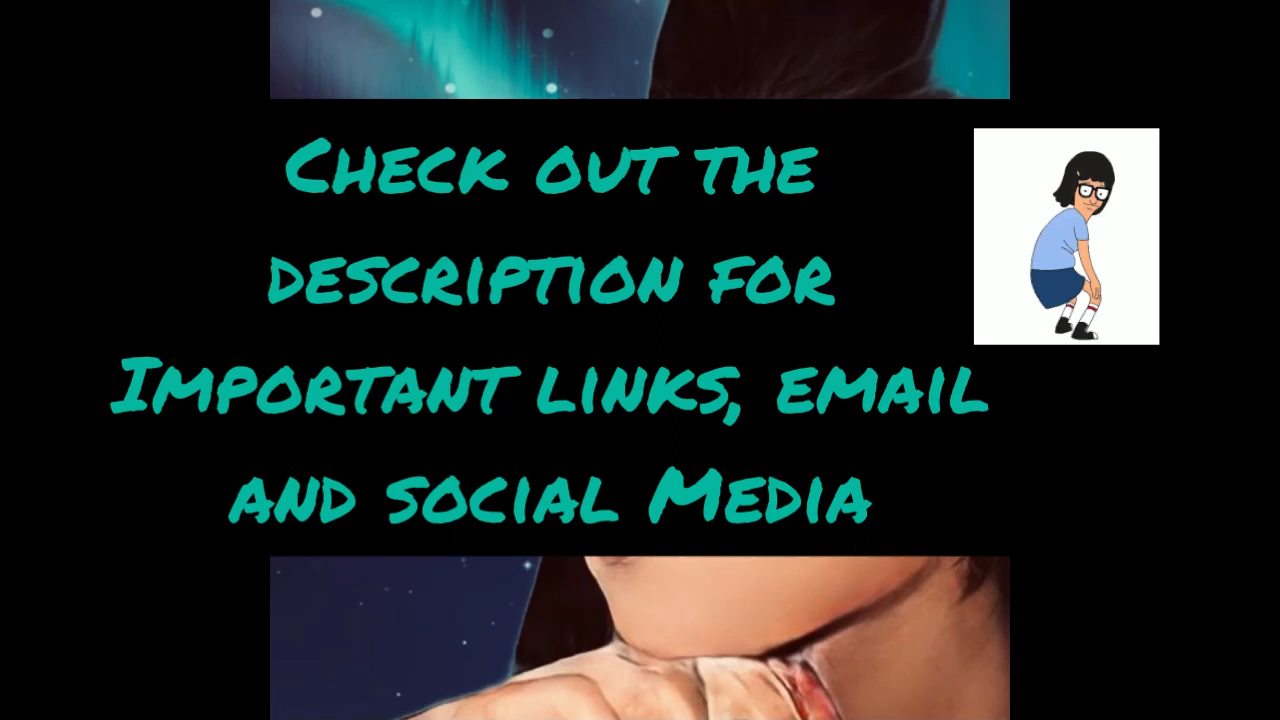 Check out the
description for
Important links, email
and social Media